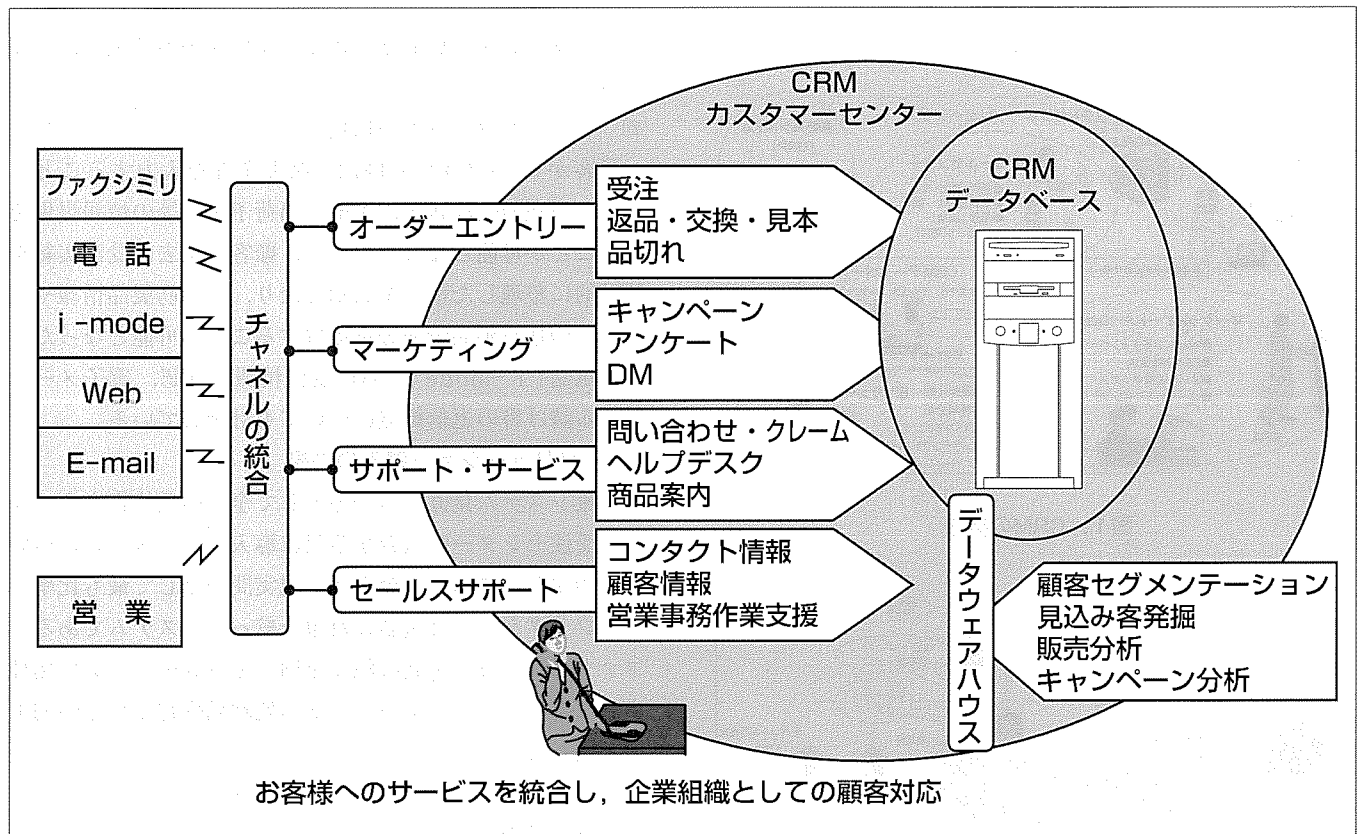 CRM
カスタマーセンター
CRM
データベース
ファクシミリ
電 話
i-mode
Web
E-mail
営 業
チャネルの統合
オーダーエントリー
受注
返品・交換・見本
品切れ
マーケティング
キャンペーン
アンケート
DM
サポート・サービス
問い合わせ・クレーム
ヘルプデスク
商品案内
セールスサポート
コンタクト情報
顧客情報
営業事務作業支援
データウェアハウス
顧客セグメンテーション
見込み客発掘
販売分析
キャンペーン分析
お客様へのサービスを統合し，企業組織としての顧客対応